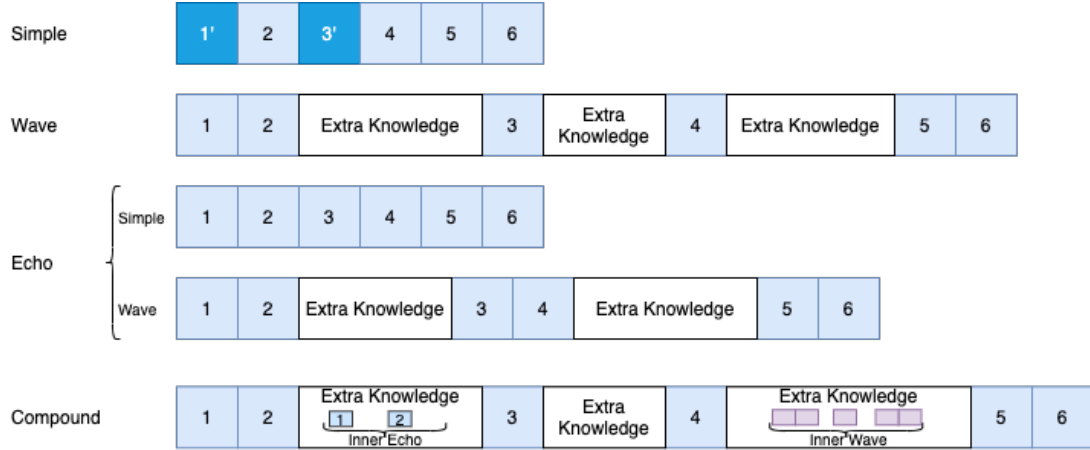 Simple 1' 2 3' 4 5 6
Wave 1 2 Extra Knowledge 3 Extra Knowledge 4 Extra Knowledge 5 6
Echo
Simple 1 2 3 4 5 6
Wave 1 2 Extra Knowledge 3 4 Extra Knowledge 5 6
Compound 1 2 Extra Knowledge 1 2 Inner Echo 3 Extra Knowledge 4 Extra Knowledge Inner Wave 5 6